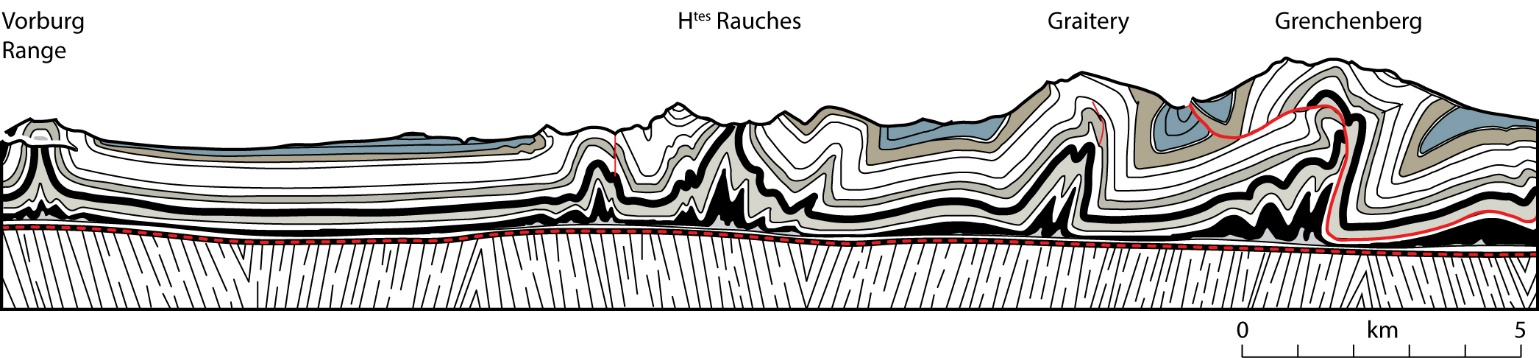 Vorburg
Range
Htes Rauches
Graitery
Grenchenberg
0 km 5